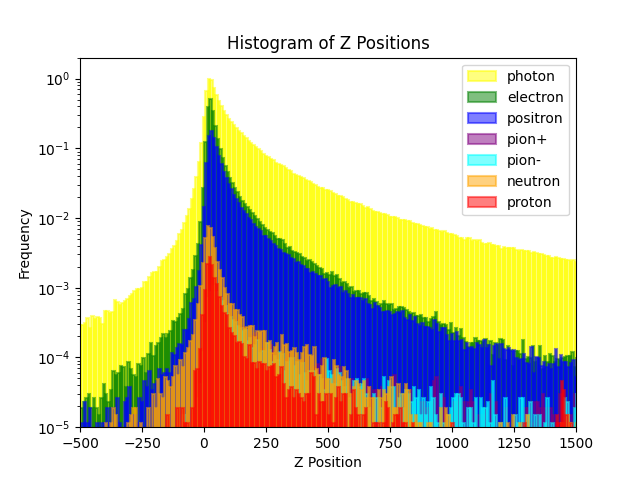 Histogram of Z Positions
photon
electron
positron
pion+
pion-
neutron
proton
Frequency
10⁰
10⁻¹
10⁻²
10⁻³
10⁻⁴
10⁻⁵
−500 −250 0 250 500 750 1000 1250 1500
Z Position